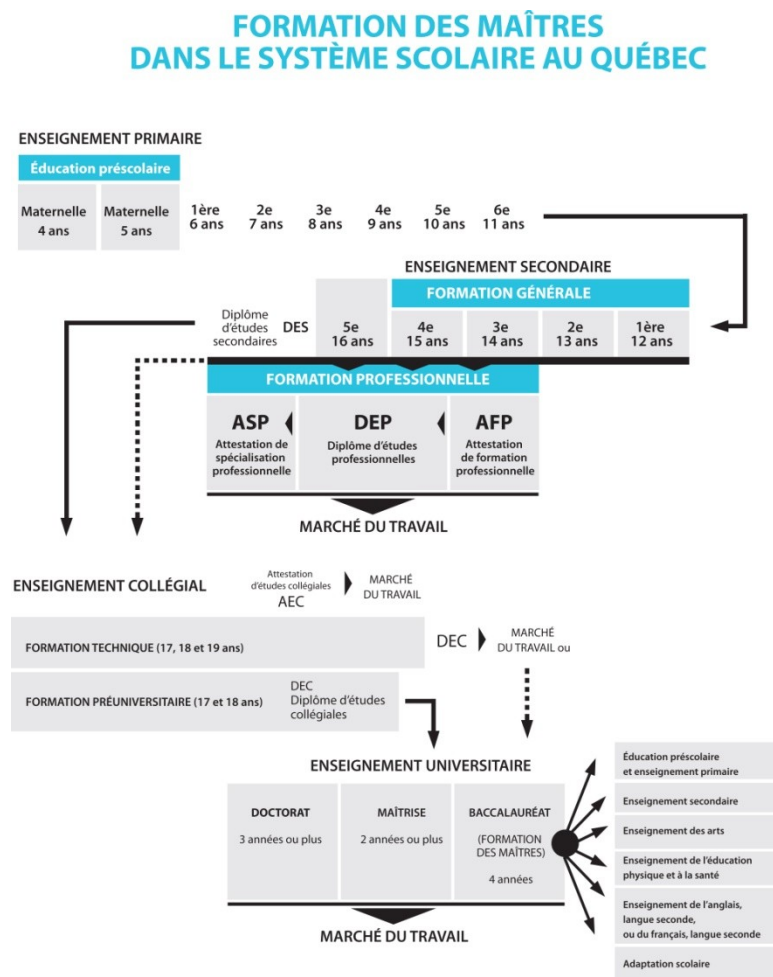 FORMATION DES MAÎTRES
DANS LE SYSTÈME SCOLAIRE AU QUÉBEC
ENSEIGNEMENT PRIMAIRE
Éducation préscolaire
Maternelle
4 ans
Maternelle
5 ans
1ère
6 ans
2e
7 ans
3e
8 ans
4e
9 ans
5e
10 ans
6e
11 ans
ENSEIGNEMENT SECONDAIRE
FORMATION GÉNÉRALE
Diplôme
d'études
secondaires
DES
5e
16 ans
4e
15 ans
3e
14 ans
2e
13 ans
1ère
12 ans
FORMATION PROFESSIONNELLE
ASP
Attestation de
spécialisation
professionnelle
DEP
Diplôme d'études
professionnelles
AFP
Attestation
de formation
professionnelle
MARCHÉ DU TRAVAIL
ENSEIGNEMENT COLLÉGIAL
Attestation
d'études collégiales
AEC
MARCHÉ
DU TRAVAIL
FORMATION TECHNIQUE (17, 18 et 19 ans)
DEC
MARCHÉ
DU TRAVAIL ou
FORMATION PRÉUNIVERSITAIRE (17 et 18 ans)
DEC
Diplôme d'études
collégiales
ENSEIGNEMENT UNIVERSITAIRE
DOCTORAT
3 années ou plus
MAÎTRISE
2 années ou plus
BACCALAURÉAT
(FORMATION
DES MAÎTRES)
4 années
MARCHÉ DU TRAVAIL
Éducation préscolaire
et enseignement primaire
Enseignement secondaire
Enseignement des arts
Enseignement de l'éducation
physique et à la santé
Enseignement de l'anglais,
langue seconde,
ou du français, langue seconde
Adaptation scolaire